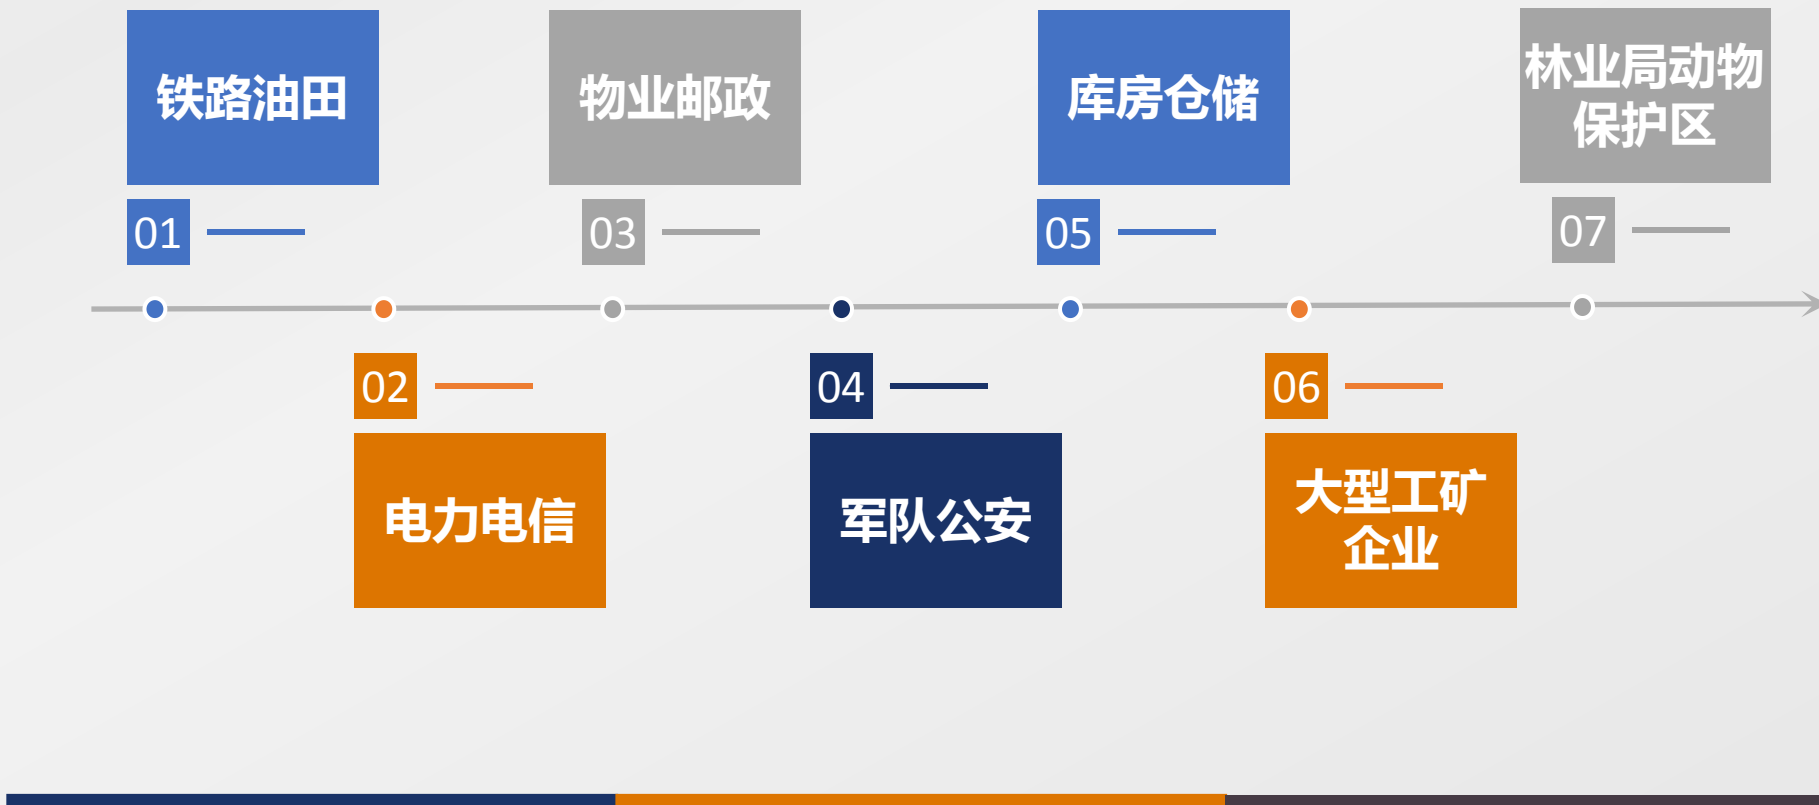 铁路油田
01
物业邮政
03
库房仓储
05
林业局动物
保护区
07
02
电力电信
04
军队公安
06
大型工矿
企业